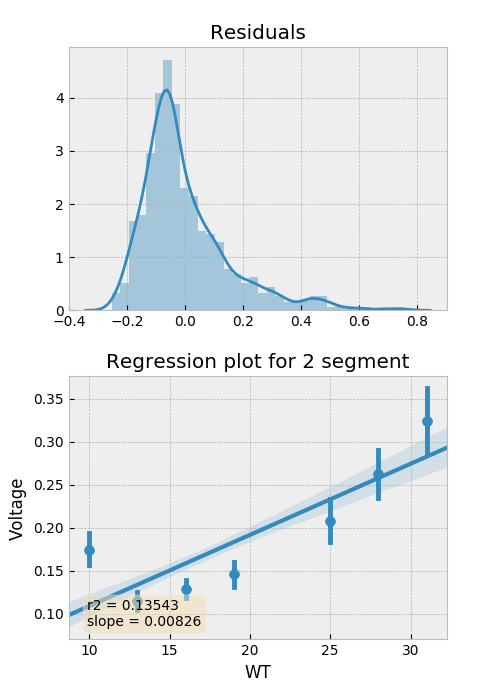 Residuals
4
3
2
1
0
−0.4 −0.2 0.0 0.2 0.4 0.6 0.8
Regression plot for 2 segment
0.35
0.30
0.25
0.20
0.15
0.10
Voltage
r2 = 0.13543
slope = 0.00826
10 15 20 25 30
WT